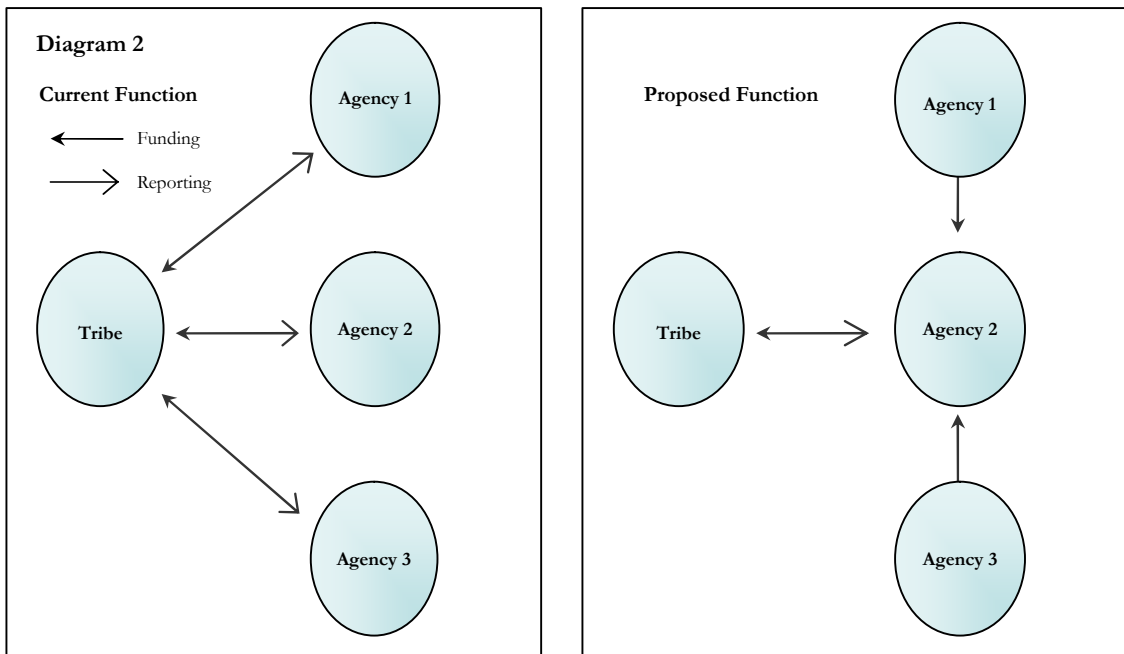 Diagram 2
Current Function
Funding
Reporting
Agency 1
Tribe
Agency 2
Agency 3
Proposed Function
Agency 1
Tribe
Agency 2
Agency 3